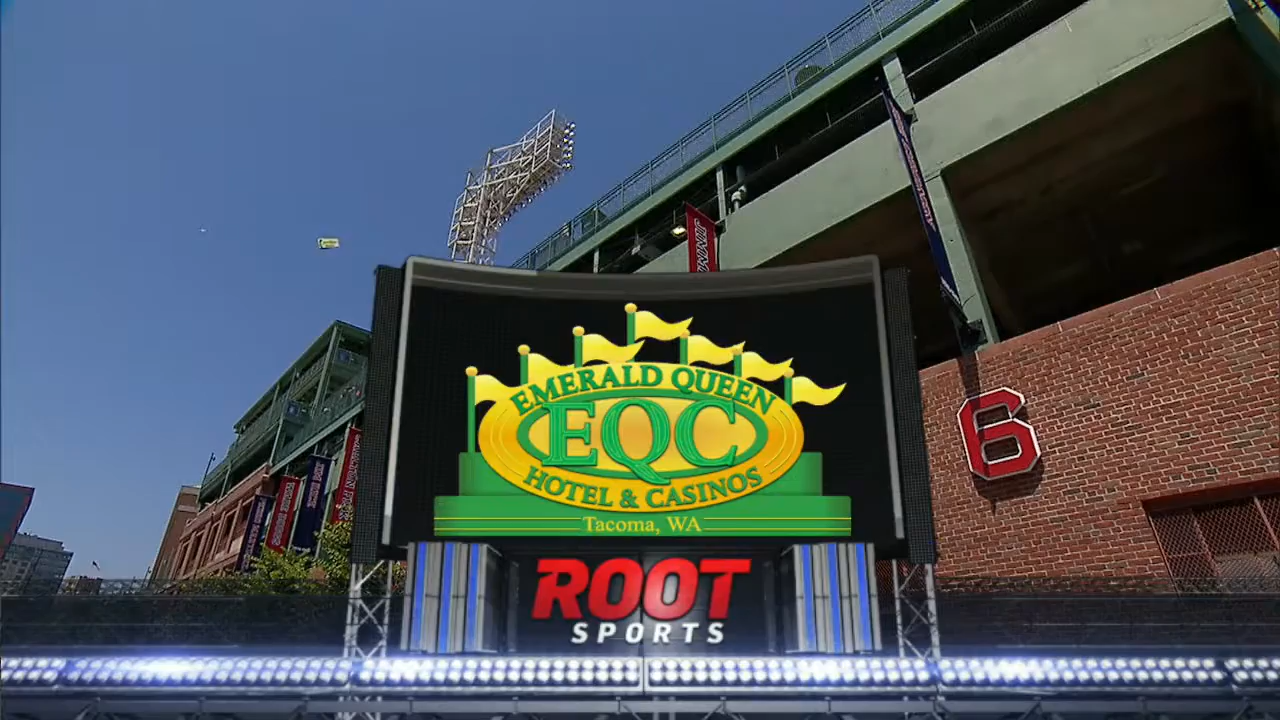 EMERALD QUEEN
EQC
HOTEL & CASINOS
Tacoma, WA
ROOT
SPORTS
6